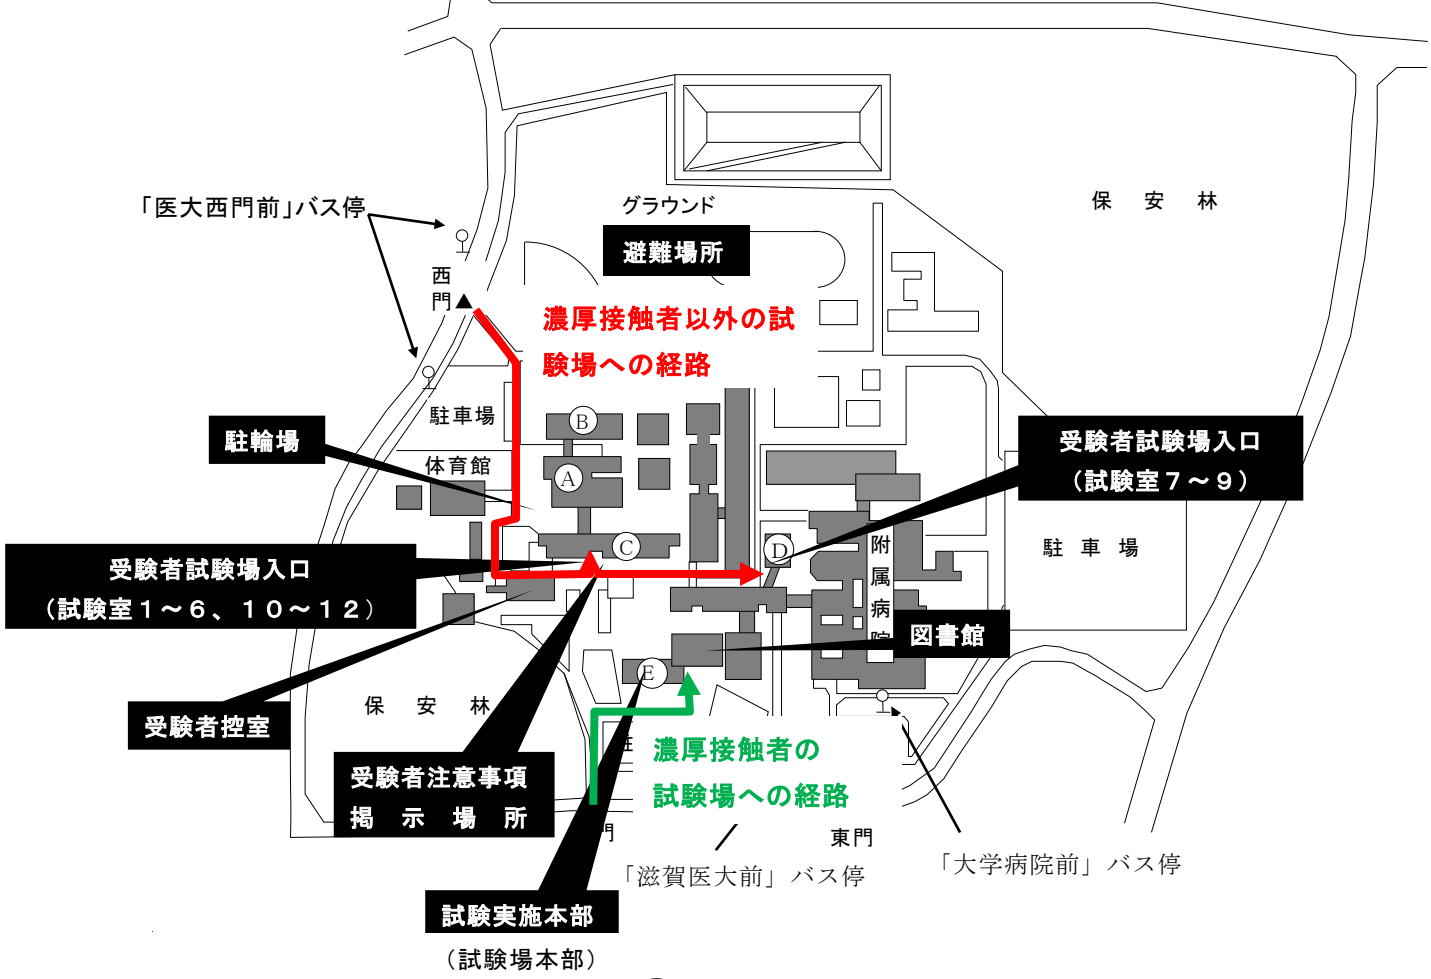 「医大西門前」バス停
グラウンド
避難場所
保　安　林
西
門
濃厚接触者以外の試
験場への経路
駐車場
駐輪場
体育館
B
A
C
D
受験者試験場入口
（試験室７～９）
駐　車　場
附
属
病
院
受験者試験場入口
（試験室１～６、１０～１２）
図書館
E
保　安　林
受験者控室
受験者注意事項
掲　示　場　所
濃厚接触者の
試験場への経路
門
東門
「滋賀医大前」バス停
「大学病院前」バス停
試験実施本部
（試験場本部）